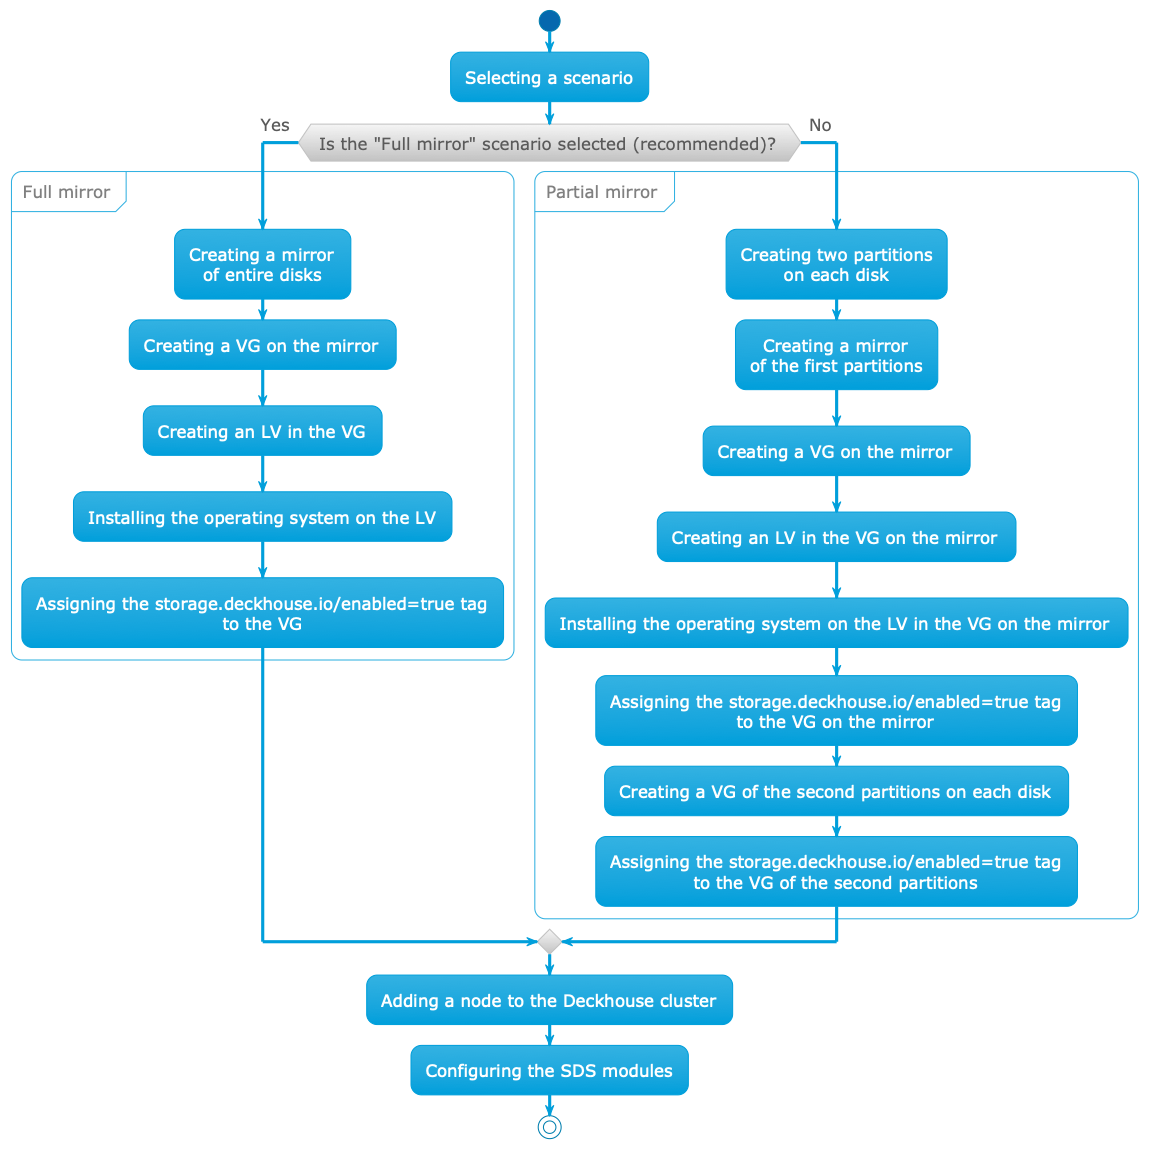 Selecting a scenario
Yes
Is the "Full mirror" scenario selected (recommended)?
No
Full mirror
Creating a mirror
of entire disks
Creating a VG on the mirror
Creating an LV in the VG
Installing the operating system on the LV
Assigning the storage.deckhouse.io/enabled=true tag
to the VG
Partial mirror
Creating two partitions
on each disk
Creating a mirror
of the first partitions
Creating a VG on the mirror
Creating an LV in the VG on the mirror
Installing the operating system on the LV in the VG on the mirror
Assigning the storage.deckhouse.io/enabled=true tag
to the VG on the mirror
Creating a VG of the second partitions on each disk
Assigning the storage.deckhouse.io/enabled=true tag
to the VG of the second partitions
Adding a node to the Deckhouse cluster
Configuring the SDS modules